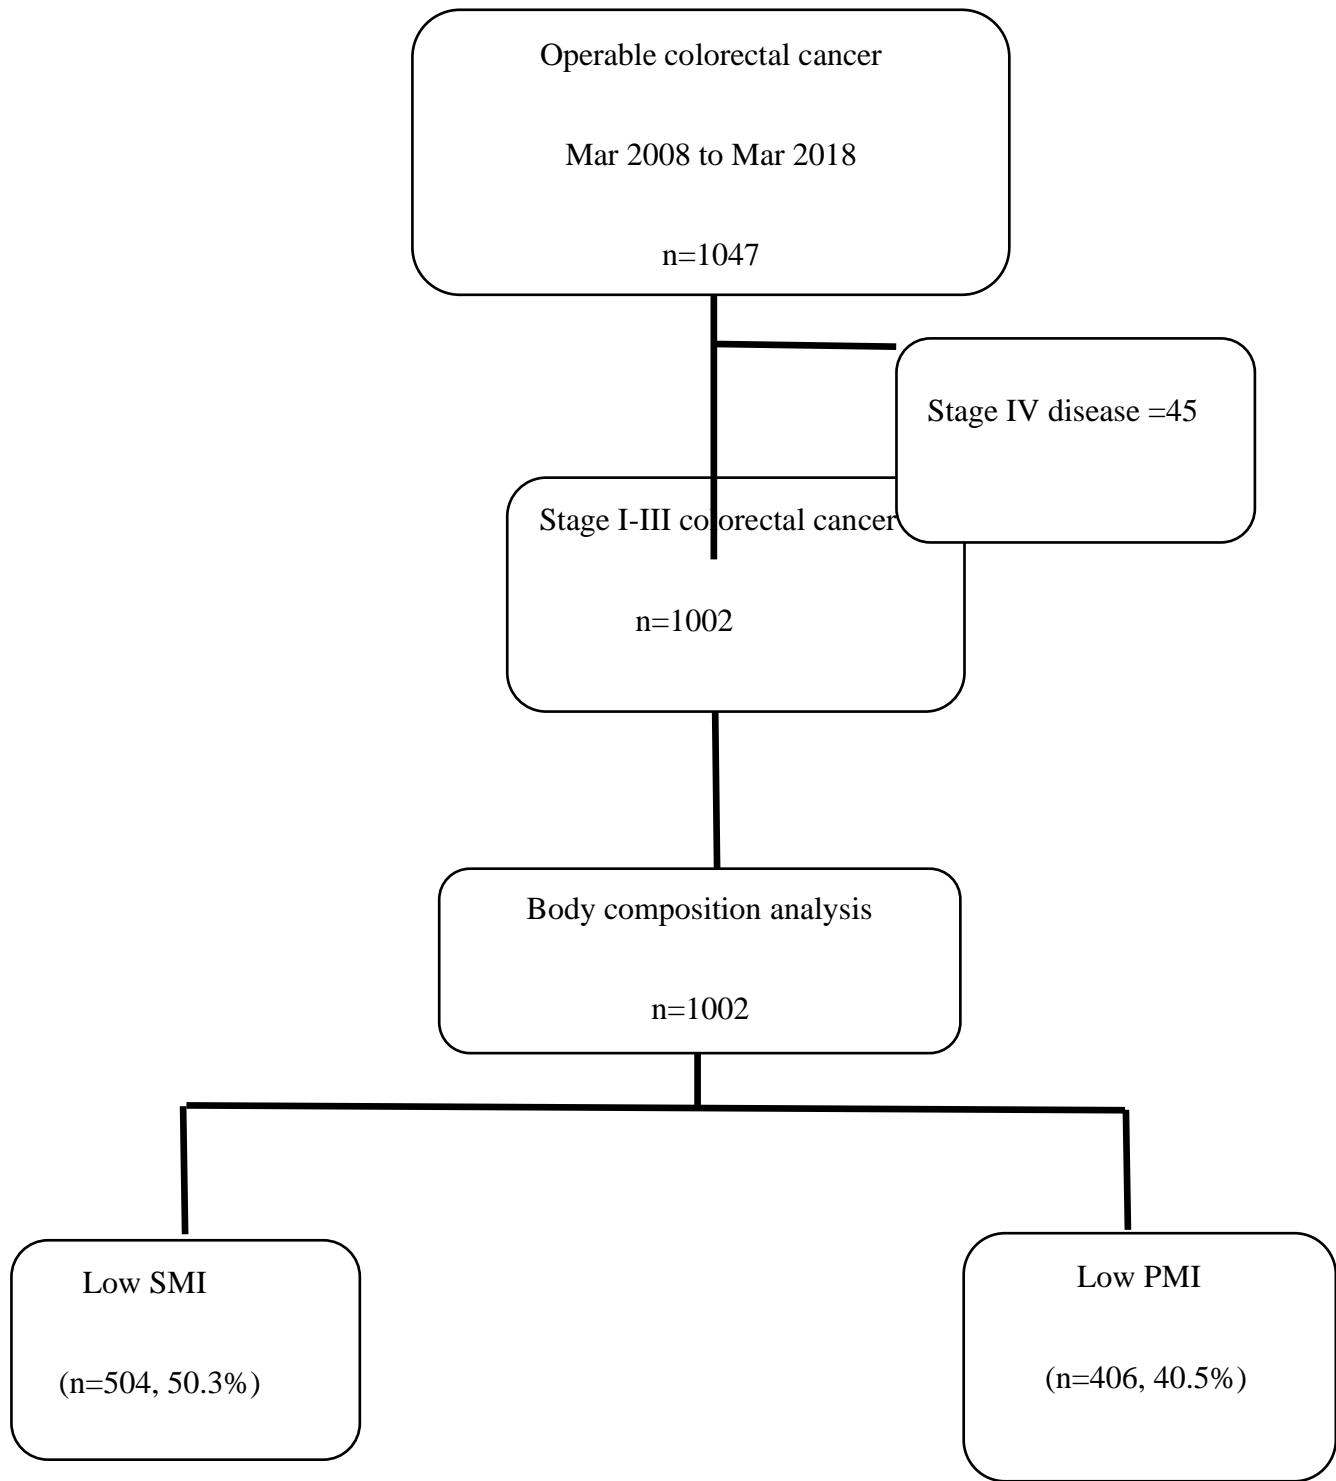 Operable colorectal cancer
Mar 2008 to Mar 2018
n=1047
Stage IV disease =45
Stage I-III colorectal cancer
n=1002
Body composition analysis
n=1002
Low SMI
(n=504, 50.3%)
Low PMI
(n=406, 40.5%)